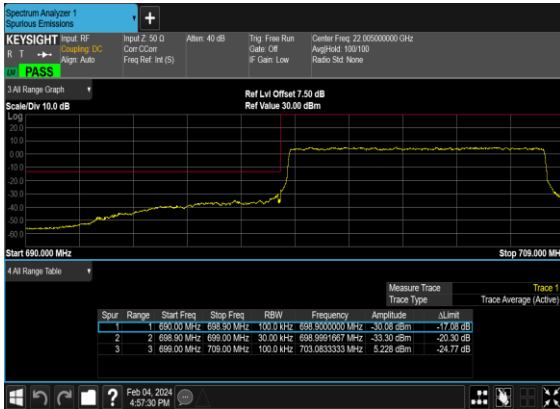 Spectrum Analyzer 1
Spurious Emissions
KEYSIGHT Input: RF Input Z: 50 Ω Atten: 40 dB Trig: Free Run Center Freq: 22.005000000 GHz
R T Coupling: DC Corr CCorr Gate: Off Avg|Hold: 100/100
Align: Auto Freq Ref: Int (S) IF Gain: Low Radio Std: None
PASS
3 All Range Graph
Ref Lvl Offset 7.50 dB
Scale/Div 10.0 dB Ref Value 30.00 dBm
Log
20.0
10.0
0.00
-10.0
-20.0
-30.0
-40.0
-50.0
-60.0
Start 690.000 MHz Stop 709.000 MH
4 All Range Table
Measure Trace Trace 1
Trace Type Trace Average (Active)
Spur Range Start Freq Stop Freq RBW Frequency Amplitude ΔLimit
1 1 690.00 MHz 698.90 MHz 100.0 kHz 698.9000000 MHz -30.08 dBm -17.08 dB
2 2 698.90 MHz 699.00 MHz 30.00 kHz 698.9991667 MHz -33.30 dBm -20.30 dB
3 3 699.00 MHz 709.00 MHz 100.0 kHz 703.0833333 MHz 5.228 dBm -24.77 dB
Feb 04, 2024
4:57:30 PM